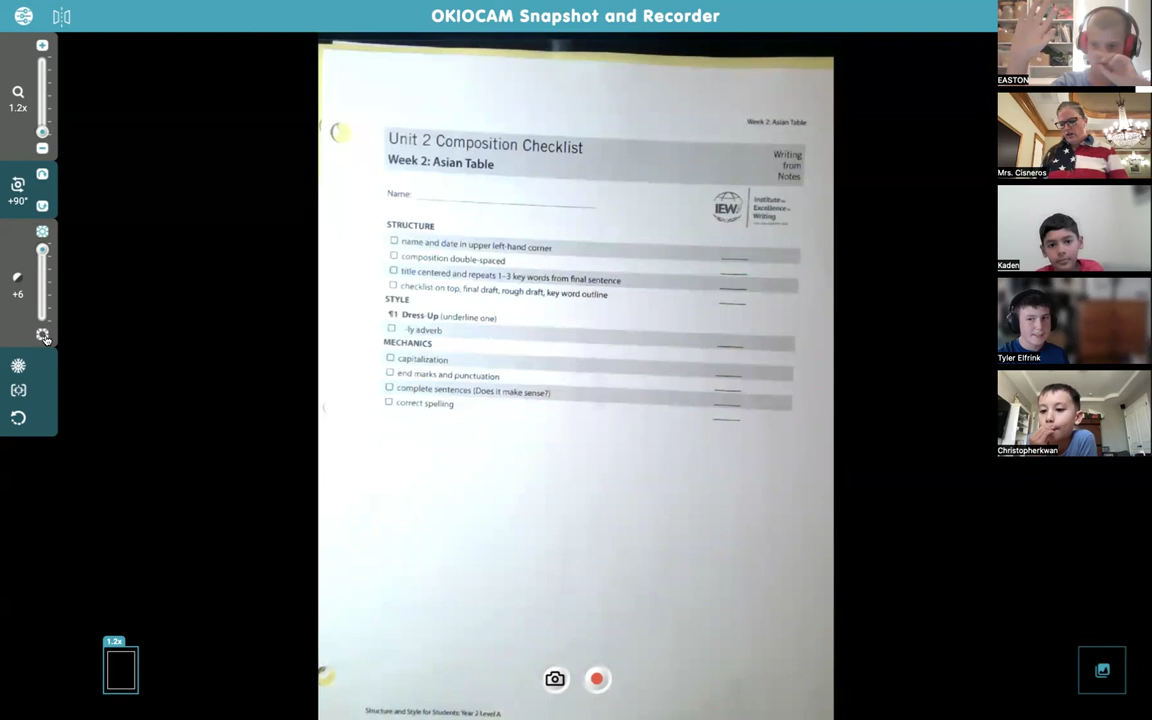 OKIOCAM Snapshot and Recorder
1.2x
+90°
+6
Week 2: Asian Table
Unit 2 Composition Checklist
Week 2: Asian Table
Writing
from
Notes
Name:
IEW
Institute for
Excellence in
Writing
STRUCTURE
name and date in upper left-hand corner
composition double-spaced
title centered and repeats 1–3 key words from final sentence
checklist on top, final draft, rough draft, key word outline
STYLE
¶1 Dress-Up (underline one)
-ly adverb
MECHANICS
capitalization
end marks and punctuation
complete sentences (Does it make sense?)
correct spelling
Structure and Style for Students: Year 2 Level A
1.2x
EASTON
Mrs. Cisneros
Kaden
Tyler Elfrink
Christopherkwan